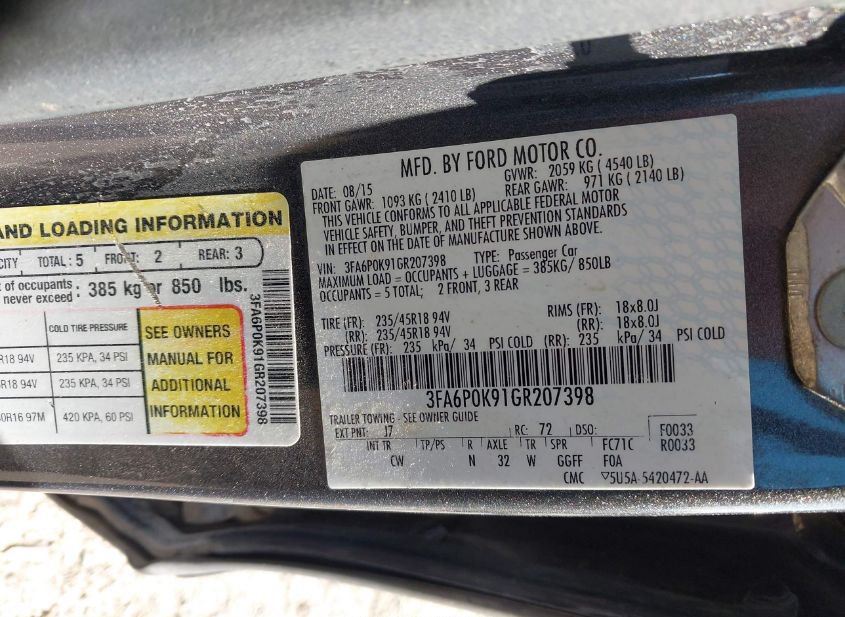 AND LOADING INFORMATION
CITY TOTAL: 5 FRONT: 2 REAR: 3
t of occupants
never exceed : 385 kg or 850 lbs.
COLD TIRE PRESSURE
R18 94V 235 KPA, 34 PSI
R18 94V 235 KPA, 34 PSI
0R16 97M 420 KPA, 60 PSI
SEE OWNERS
MANUAL FOR
ADDITIONAL
INFORMATION
3FA6P0K91GR207398
MFD. BY FORD MOTOR CO.
DATE: 08/15 GVWR: 2059 KG ( 4540 LB)
FRONT GAWR: 1093 KG ( 2410 LB) REAR GAWR: 971 KG ( 2140 LB)
THIS VEHICLE CONFORMS TO ALL APPLICABLE FEDERAL MOTOR
VEHICLE SAFETY, BUMPER, AND THEFT PREVENTION STANDARDS
IN EFFECT ON THE DATE OF MANUFACTURE SHOWN ABOVE.
VIN: 3FA6P0K91GR207398 TYPE: Passenger Car
MAXIMUM LOAD = OCCUPANTS + LUGGAGE = 385KG/ 850LB
OCCUPANTS = 5 TOTAL; 2 FRONT, 3 REAR
TIRE (FR): 235/45R18 94V RIMS (FR): 18x8.0J
(RR): 235/45R18 94V (RR): 18x8.0J
PRESSURE (FR): 235 kPa/ 34 PSI COLD (RR): 235 kPa/ 34 PSI COLD
3FA6P0K91GR207398
TRAILER TOWING - SEE OWNER GUIDE
EXT PNT: J7 RC: 72 DSO: F0033
INT TR TP/PS R AXLE TR SPR FC71C R0033
CW N 32 W GGFF F0A
CMC ▽5U5A-5420472-AA